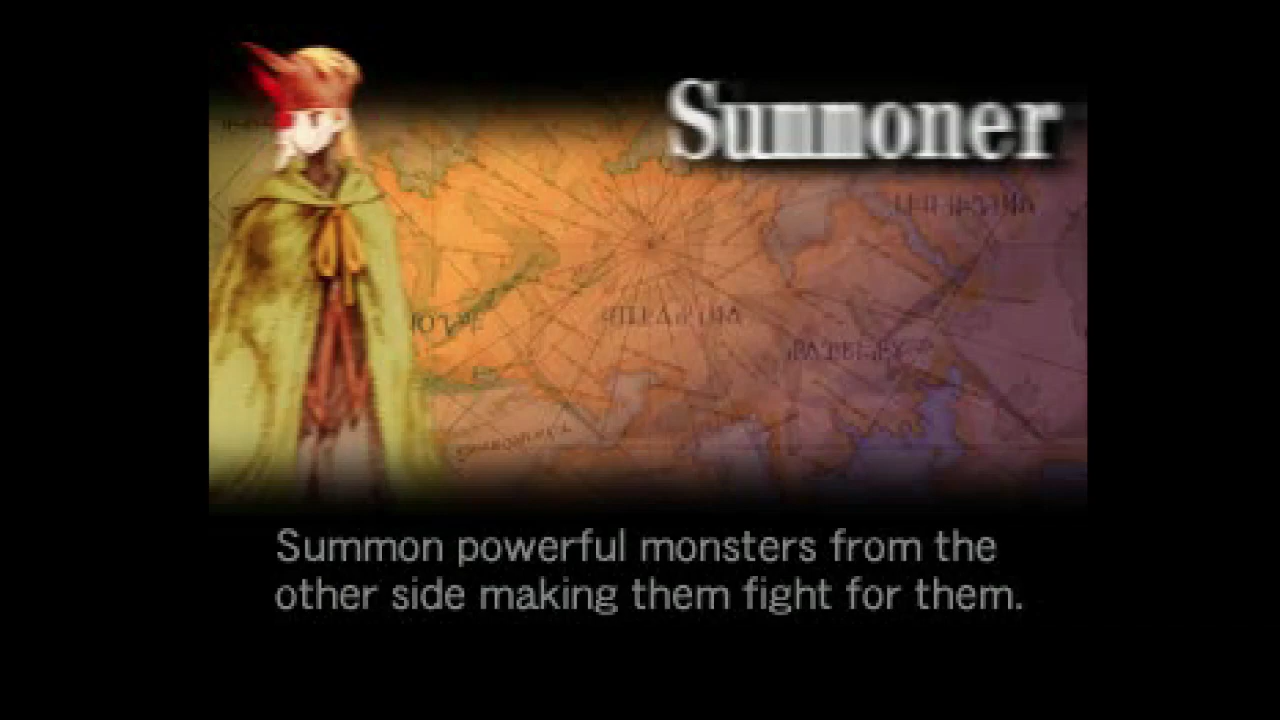 Summoner
Summon powerful monsters from the
other side making them fight for them.